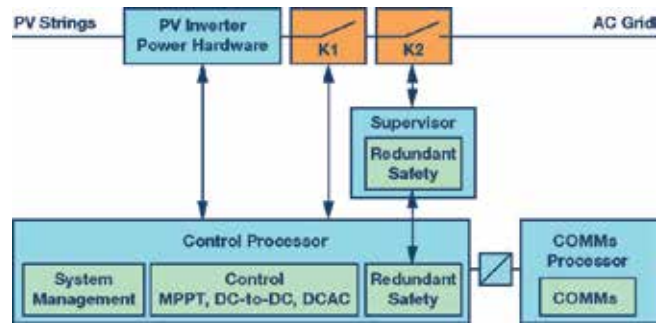 PV Strings
PV Inverter
Power Hardware
K1
K2
AC Grid
Supervisor
Redundant
Safety
Control Processor
System
Management
Control
MPPT, DC-to-DC, DCAC
Redundant
Safety
COMMs
Processor
COMMs